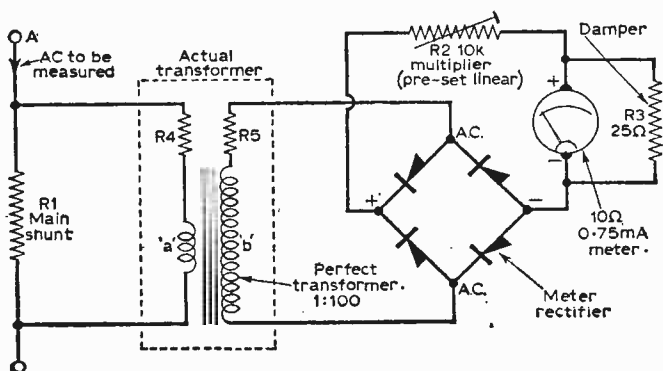 A
AC to be
measured
Actual
transformer
R2 10k
multiplier
(pre-set linear)
Damper
R4
R5
A.C.
+
R3
25Ω
R1
Main
shunt
+
-
-
'a'
'b'
10Ω
0·75mA
meter.
Perfect
transformer.
1:100
A.C.
Meter
rectifier